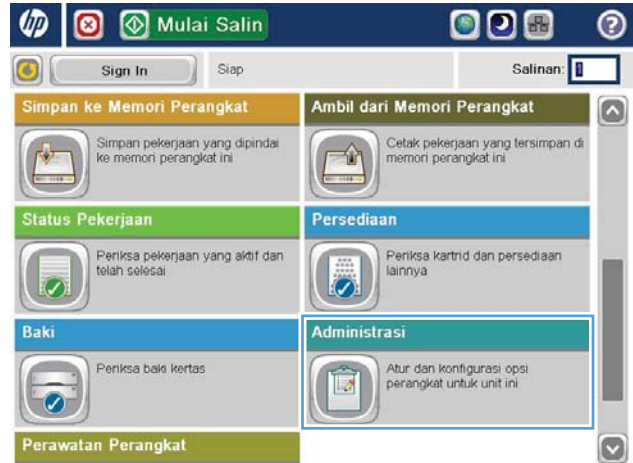 hp Mulai Salin ?
Sign In Siap Salinan: 1
Simpan ke Memori Perangkat
Simpan pekerjaan yang dipindai
ke memori perangkat ini
Ambil dari Memori Perangkat
Cetak pekerjaan yang tersimpan di
memori perangkat ini
Status Pekerjaan
Periksa pekerjaan yang aktif dan
telah selesai
Persediaan
Periksa kartrid dan persediaan
lainnya
Baki
Periksa baki kertas
Administrasi
Atur dan konfigurasi opsi
perangkat untuk unit ini
Perawatan Perangkat